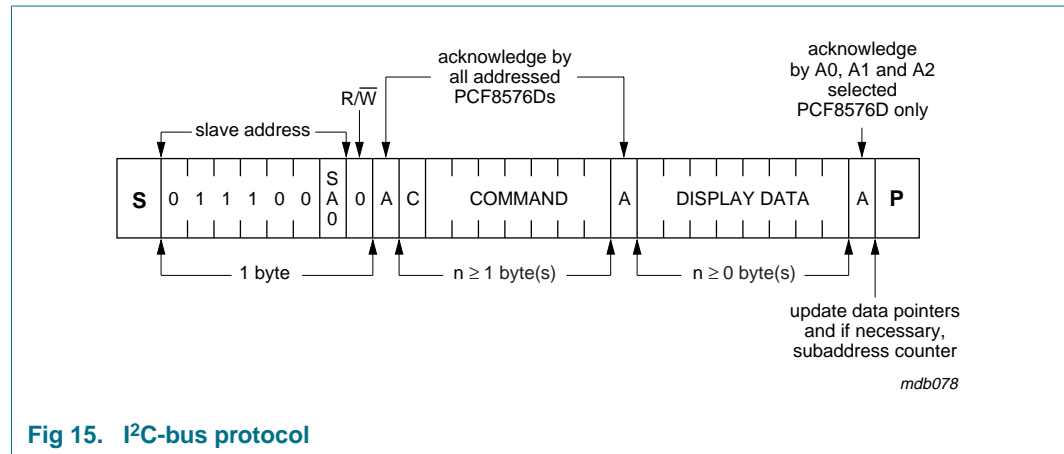 acknowledge by
all addressed
PCF8576Ds
acknowledge
by A0, A1 and A2
selected
PCF8576D only
R/W̅
slave address
S 0 1 1 1 0 0 SA0 0 A C COMMAND A DISPLAY DATA A P
1 byte
n ≥ 1 byte(s)
n ≥ 0 byte(s)
update data pointers
and if necessary,
subaddress counter
mdb078
Fig 15. I²C-bus protocol